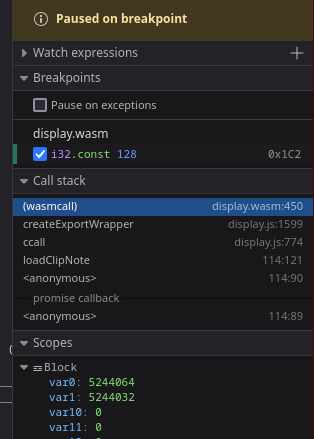 Paused on breakpoint
Watch expressions
Breakpoints
Pause on exceptions
display.wasm
i32.const 128 0x1C2
Call stack
(wasmcall) display.wasm:450
createExportWrapper display.js:1599
ccall display.js:774
loadClipNote 114:121
<anonymous> 114:90
promise callback
<anonymous> 114:89
Scopes
Block
var0: 5244064
var1: 5244032
var10: 0
var11: 0